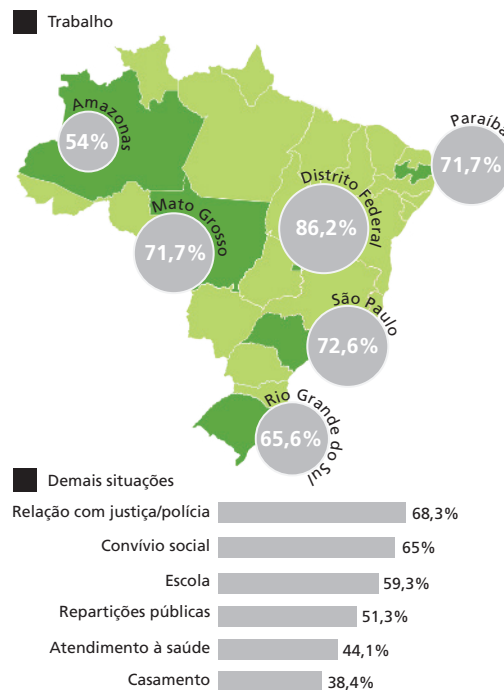 Trabalho
Amazonas
54%
Paraíba
71,7%
Distrito Federal
86,2%
Mato Grosso
71,7%
São Paulo
72,6%
Rio Grande do Sul
65,6%
Demais situações
Relação com justiça/polícia 68,3%
Convívio social 65%
Escola 59,3%
Repartições públicas 51,3%
Atendimento à saúde 44,1%
Casamento 38,4%